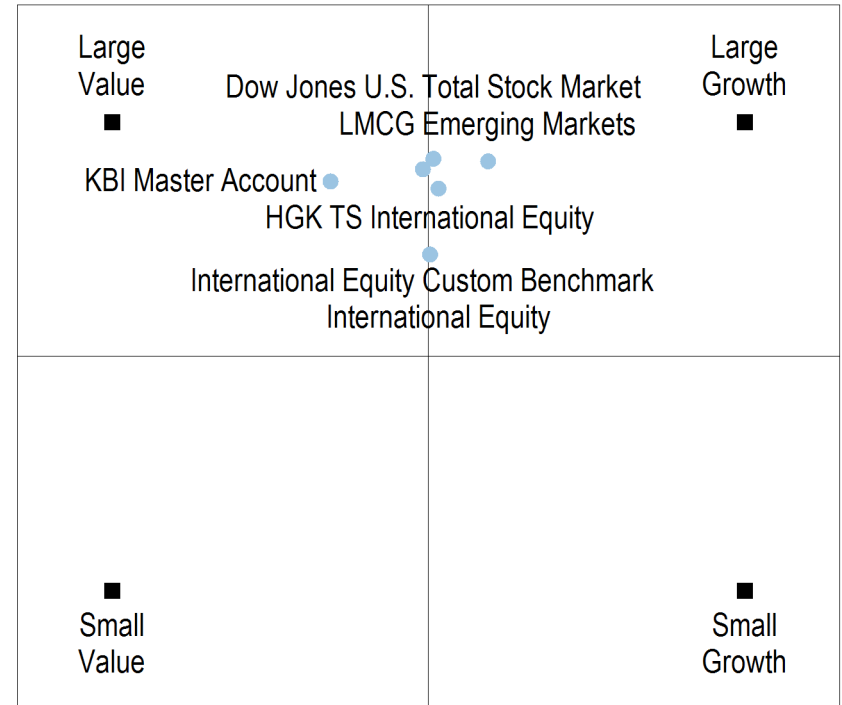 Large
Value
Large
Growth
Dow Jones U.S. Total Stock Market
LMCG Emerging Markets
KBI Master Account
HGK TS International Equity
International Equity Custom Benchmark
International Equity
Small
Value
Small
Growth